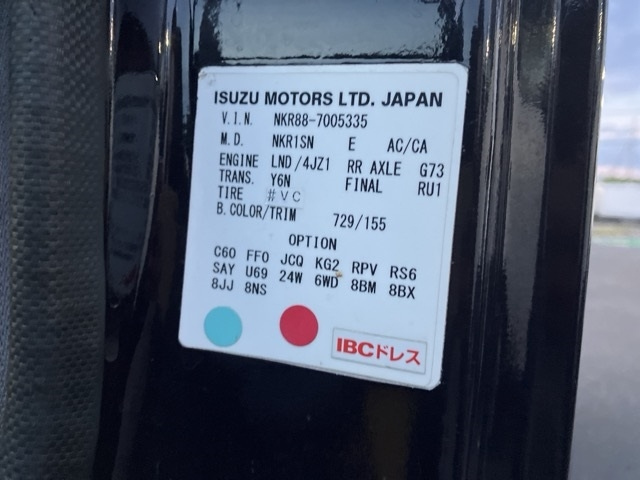 ISUZU MOTORS LTD. JAPAN
V.I.N. NKR88-7005335
M.D. NKR1SN E AC/CA
ENGINE LND/4JZ1 RR AXLE G73
TRANS. Y6N FINAL RU1
TIRE #VC
B.COLOR/TRIM 729/155
OPTION
C60 FF0 JCQ KG2 RPV RS6
SAY U69 24W 6WD 8BM 8BX
8JJ 8NS
IBCドレス